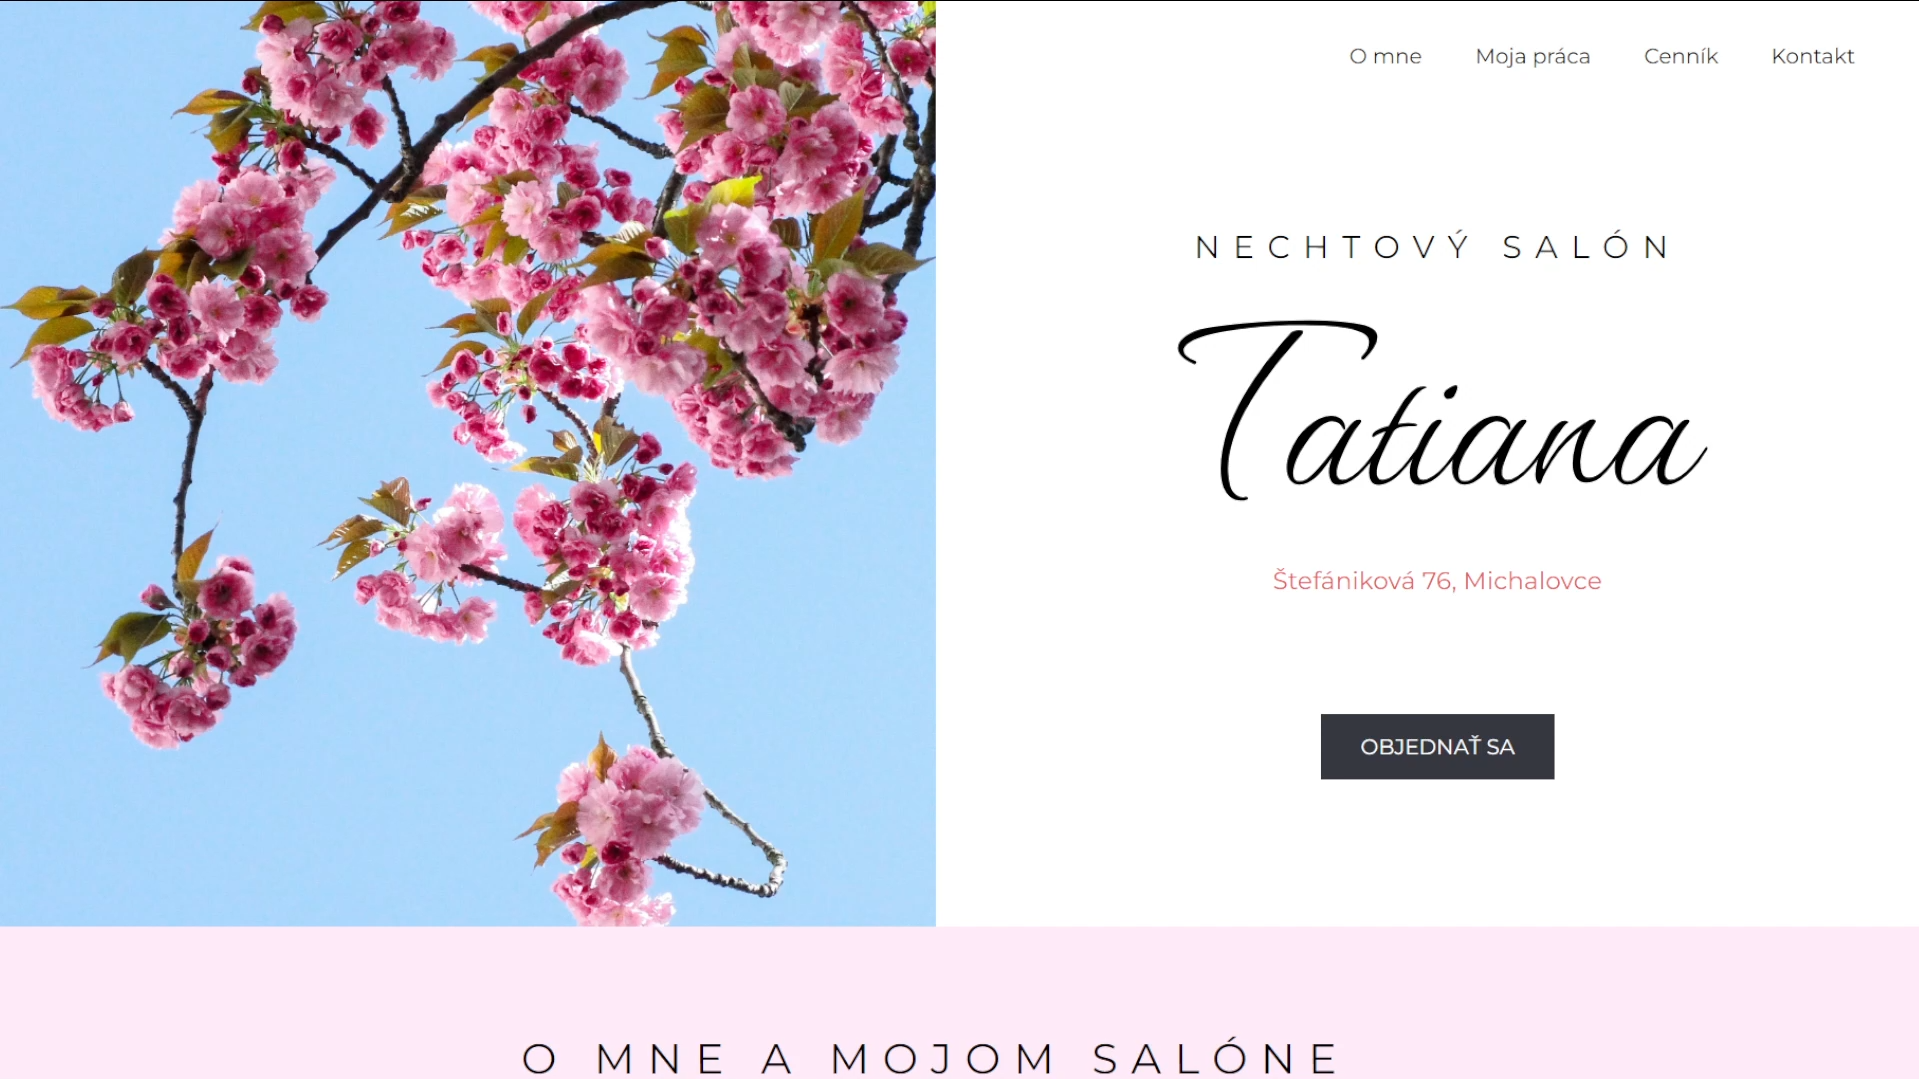 O mne Moja práca Cenník Kontakt
NECHTOVÝ SALÓN
Tatiana
Štefániková 76, Michalovce
OBJEDNAŤ SA
O MNE A MOJOM SALÓNE